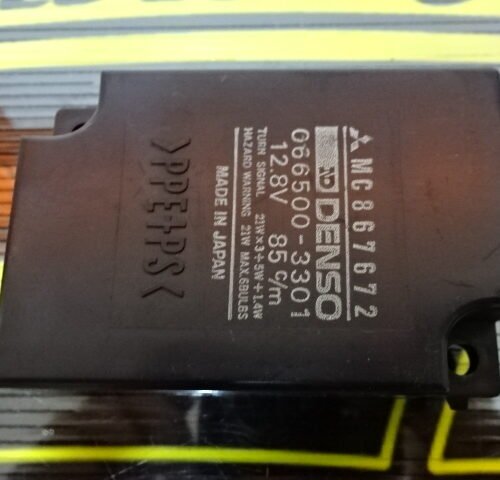 MC867672
ND DENSO
066500-3301
12.8V 85 c/m
TURN SIGNAL 21W×3+5W+1.4W
HAZARD WARNING 21W MAX.6BULBS
MADE IN JAPAN
>PPE+PS<